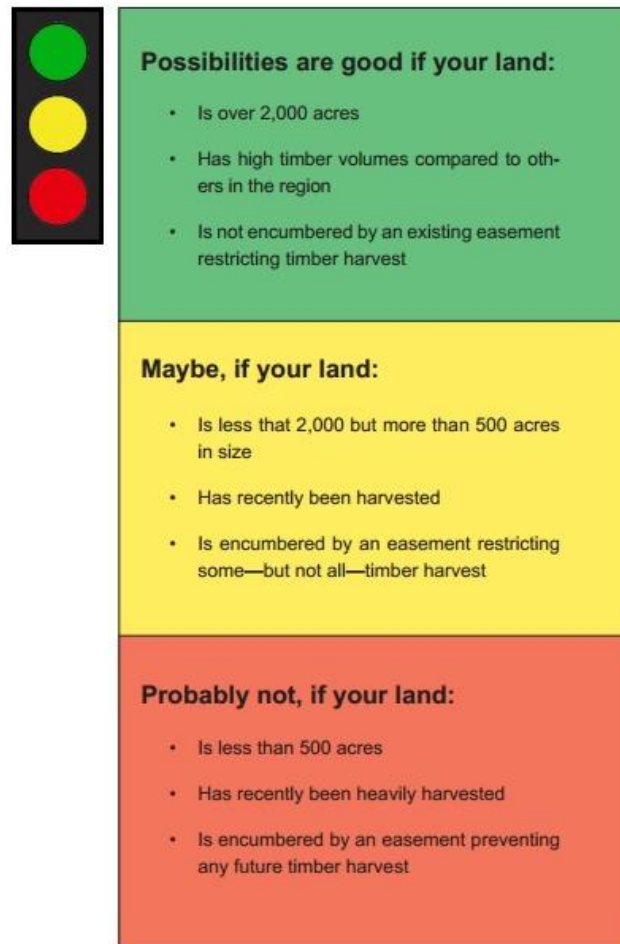 Possibilities are good if your land:
• Is over 2,000 acres
• Has high timber volumes compared to oth-
ers in the region
• Is not encumbered by an existing easement
restricting timber harvest
Maybe, if your land:
• Is less that 2,000 but more than 500 acres
in size
• Has recently been harvested
• Is encumbered by an easement restricting
some—but not all—timber harvest
Probably not, if your land:
• Is less than 500 acres
• Has recently been heavily harvested
• Is encumbered by an easement preventing
any future timber harvest